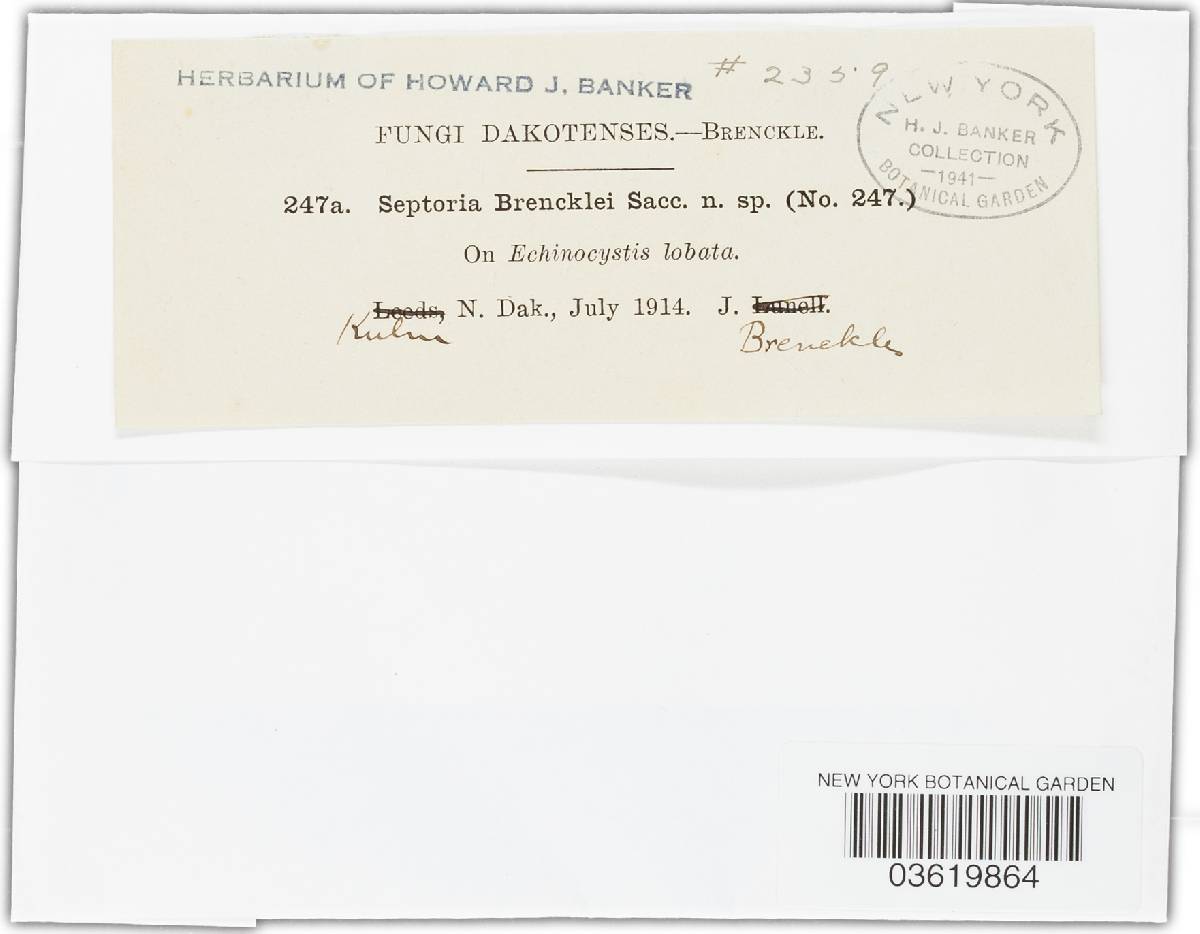 HERBARIUM OF HOWARD J. BANKER # 2359
FUNGI DAKOTENSES.—BRENCKLE.
NEW YORK
H. J. BANKER
COLLECTION
—1941—
BOTANICAL GARDEN
247a. Septoria Brencklei Sacc. n. sp. (No. 247.)
On Echinocystis lobata.
Leeds, N. Dak., July 1914. J. Lunell.
Kulm Brenckle
NEW YORK BOTANICAL GARDEN
03619864